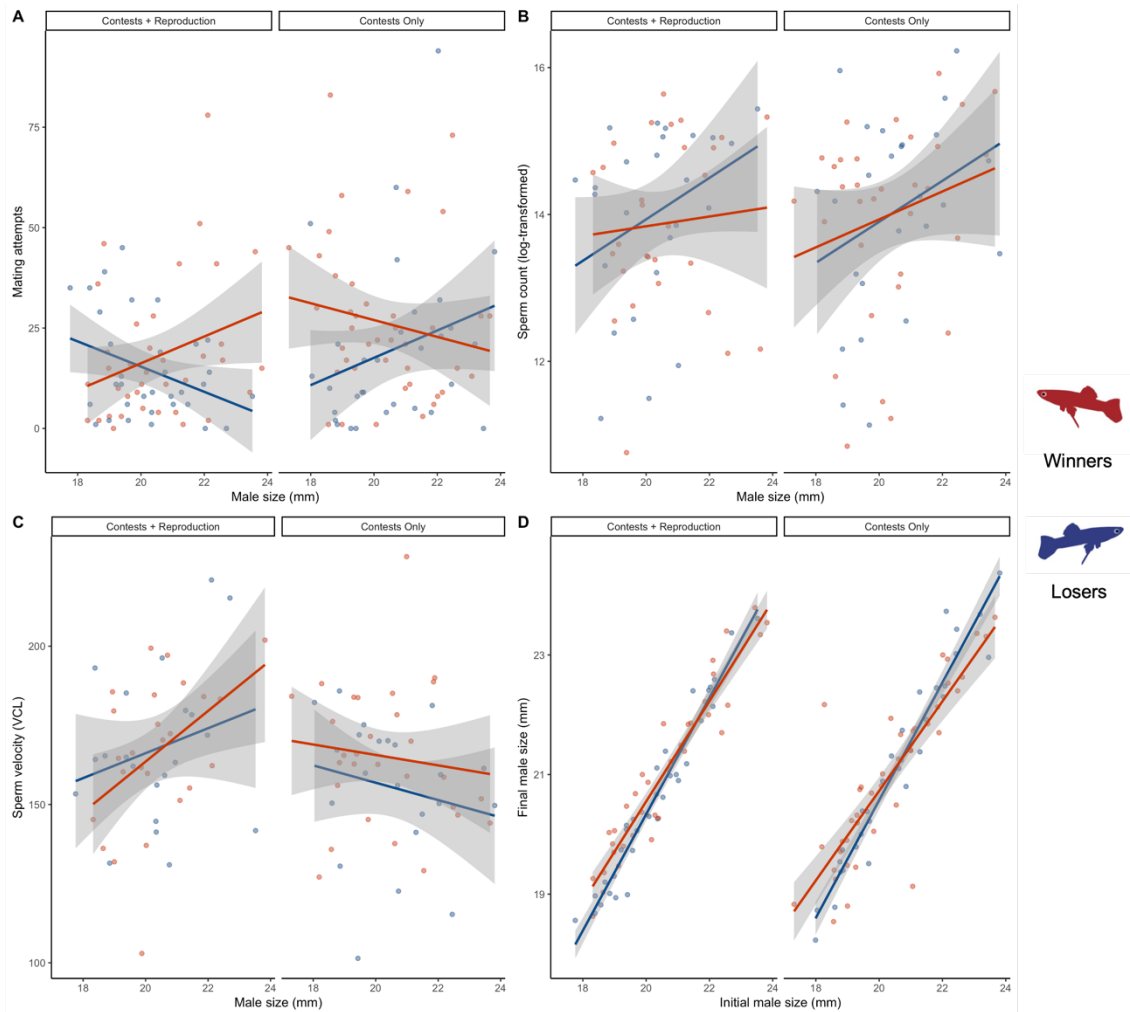 A
Contests + Reproduction
Contests Only
Mating attempts
75
50
25
0
18
20
22
24
18
20
22
24
Male size (mm)
B
Contests + Reproduction
Contests Only
Sperm count (log-transformed)
16
14
12
18
20
22
24
18
20
22
24
Male size (mm)
Winners
Losers
C
Contests + Reproduction
Contests Only
Sperm velocity (VCL)
200
150
100
18
20
22
24
18
20
22
24
Male size (mm)
D
Contests + Reproduction
Contests Only
Final male size (mm)
23
21
19
18
20
22
24
18
20
22
24
Initial male size (mm)